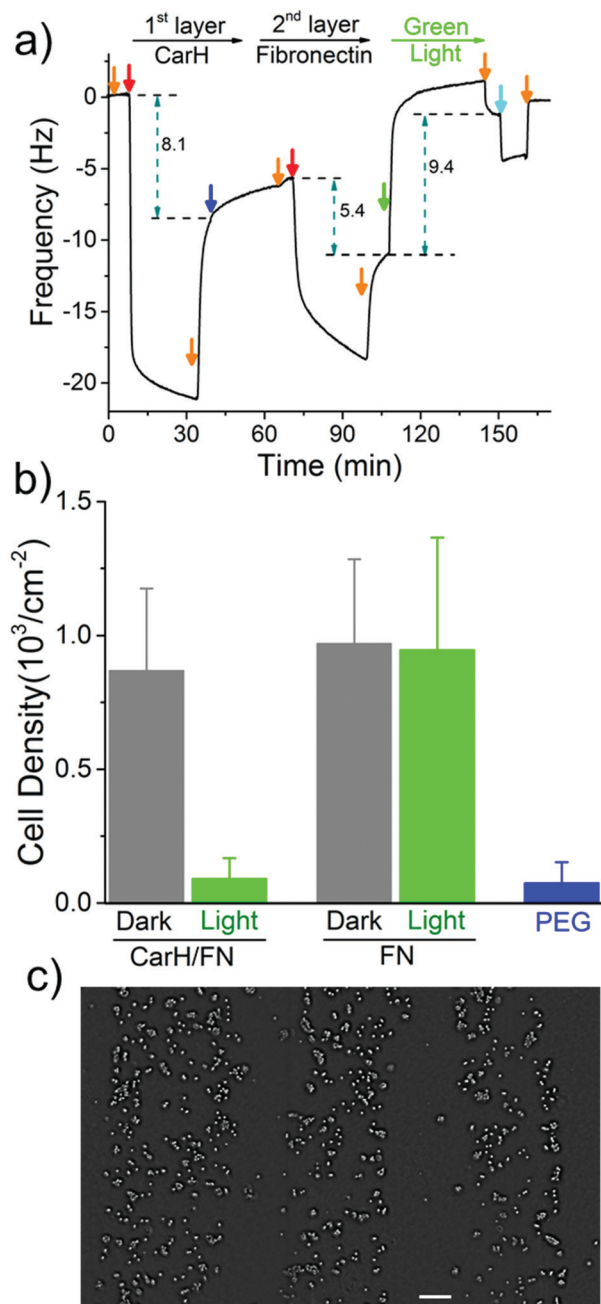 a)
1st layer 2nd layer Green
CarH Fibronectin Light
0
-5
-10
-15
-20
8.1
5.4
9.4
Frequency (Hz)
0 30 60 90 120 150
Time (min)
b)
1.5
1.0
0.5
0.0
Cell Density(10³/cm⁻²)
Dark Light Dark Light PEG
CarH/FN FN
c)